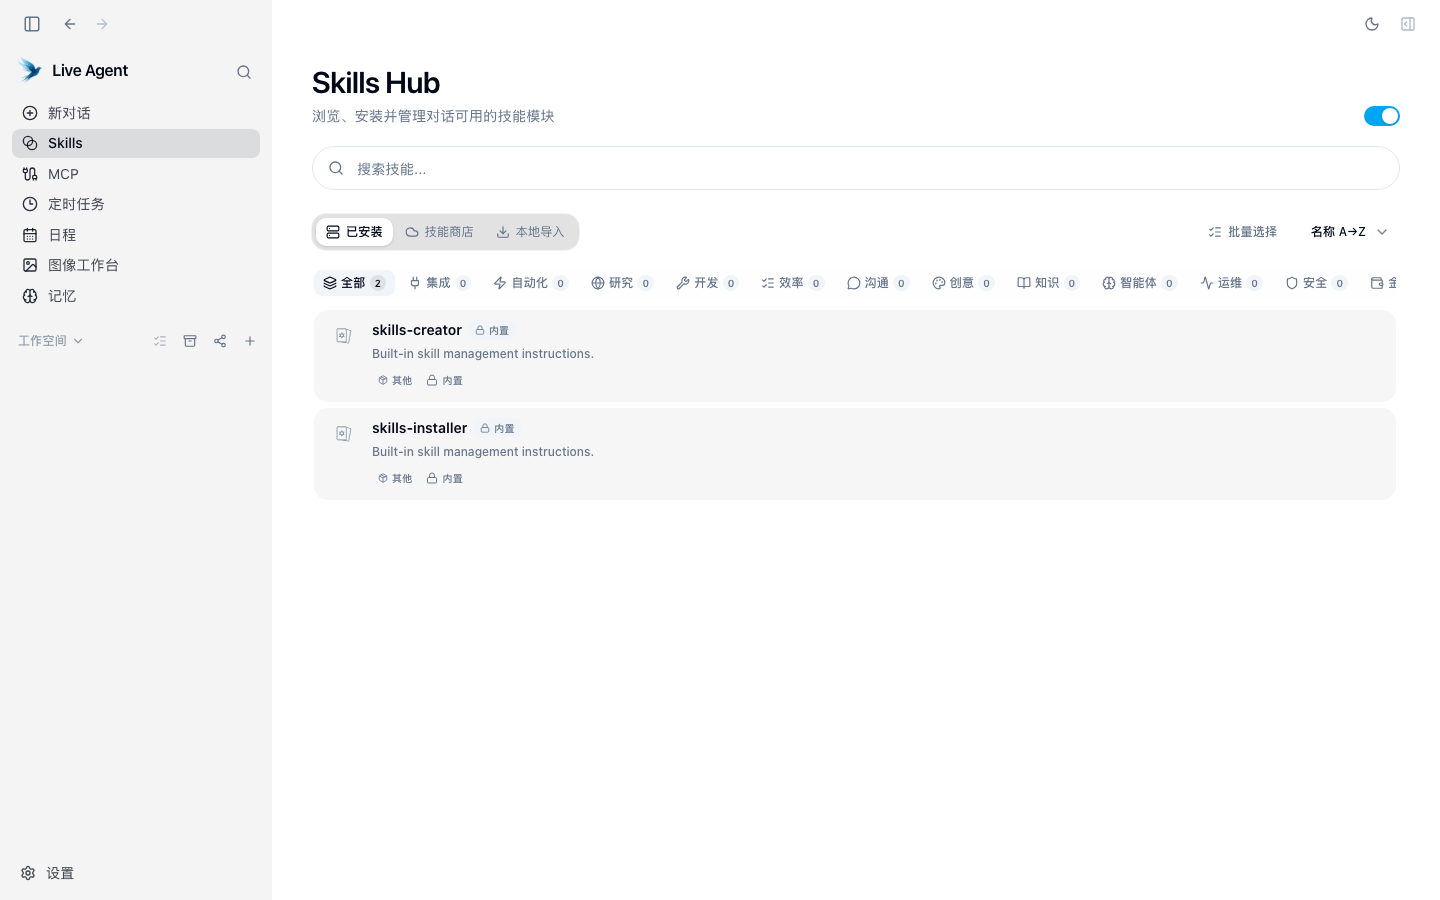 Live Agent
新对话
Skills
MCP
定时任务
日程
图像工作台
记忆
工作空间
设置
Skills Hub
浏览、安装并管理对话可用的技能模块
搜索技能...
已安装 技能商店 本地导入 批量选择 名称 A→Z
全部 2 集成 0 自动化 0 研究 0 开发 0 效率 0 沟通 0 创意 0 知识 0 智能体 0 运维 0 安全 0
skills-creator 内置
Built-in skill management instructions.
其他 内置
skills-installer 内置
Built-in skill management instructions.
其他 内置